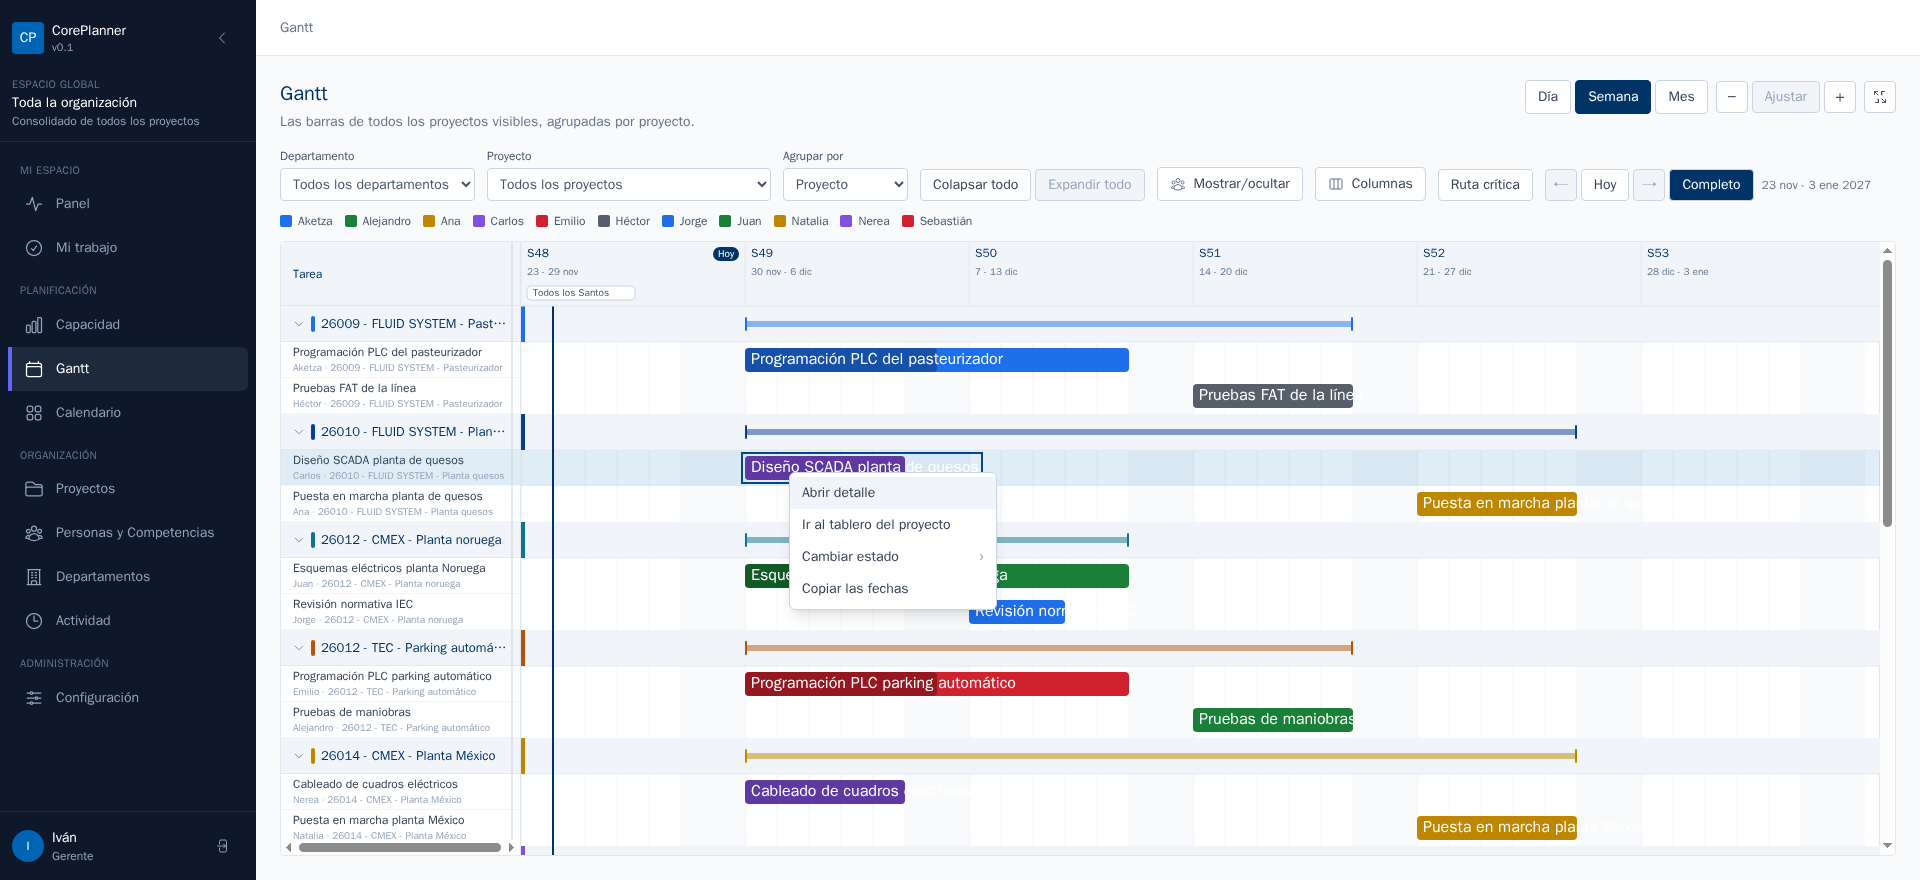 CP
CorePlanner
v0.1
ESPACIO GLOBAL
Toda la organización
Consolidado de todos los proyectos
MI ESPACIO
Panel
Mi trabajo
PLANIFICACIÓN
Capacidad
Gantt
Calendario
ORGANIZACIÓN
Proyectos
Personas y Competencias
Departamentos
Actividad
ADMINISTRACIÓN
Configuración
I
Iván
Gerente
Gantt
Gantt
Las barras de todos los proyectos visibles, agrupadas por proyecto.
Día Semana Mes − Ajustar +
Departamento Proyecto Agrupar por
Todos los departamentos Todos los proyectos Proyecto Colapsar todo Expandir todo Mostrar/ocultar Columnas Ruta crítica ← Hoy → Completo 23 nov - 3 ene 2027
Aketza Alejandro Ana Carlos Emilio Héctor Jorge Juan Natalia Nerea Sebastián
Tarea
S48 Hoy S49 S50 S51 S52 S53
23 - 29 nov 30 nov - 6 dic 7 - 13 dic 14 - 20 dic 21 - 27 dic 28 dic - 3 ene
Todos los Santos
26009 - FLUID SYSTEM - Past···
Programación PLC del pasteurizador
Aketza · 26009 - FLUID SYSTEM - Pasteurizador
Programación PLC del pasteurizador
Pruebas FAT de la línea
Héctor · 26009 - FLUID SYSTEM - Pasteurizador
Pruebas FAT de la líne
26010 - FLUID SYSTEM - Plan···
Diseño SCADA planta de quesos
Carlos · 26010 - FLUID SYSTEM - Planta quesos
Diseño SCADA planta de quesos
Puesta en marcha planta de quesos
Ana · 26010 - FLUID SYSTEM - Planta quesos
Puesta en marcha planta
Abrir detalle
Ir al tablero del proyecto
Cambiar estado ›
Copiar las fechas
26012 - CMEX - Planta noruega
Esquemas eléctricos planta Noruega
Juan · 26012 - CMEX - Planta noruega
Esque ga
Revisión normativa IEC
Jorge · 26012 - CMEX - Planta noruega
Revisión norr
26012 - TEC - Parking automá···
Programación PLC parking automático
Emilio · 26012 - TEC - Parking automático
Programación PLC parking automático
Pruebas de maniobras
Alejandro · 26012 - TEC - Parking automático
Pruebas de maniobras
26014 - CMEX - Planta México
Cableado de cuadros eléctricos
Nerea · 26014 - CMEX - Planta México
Cableado de cuadros eléctricos
Puesta en marcha planta México
Natalia · 26014 - CMEX - Planta México
Puesta en marcha planta México